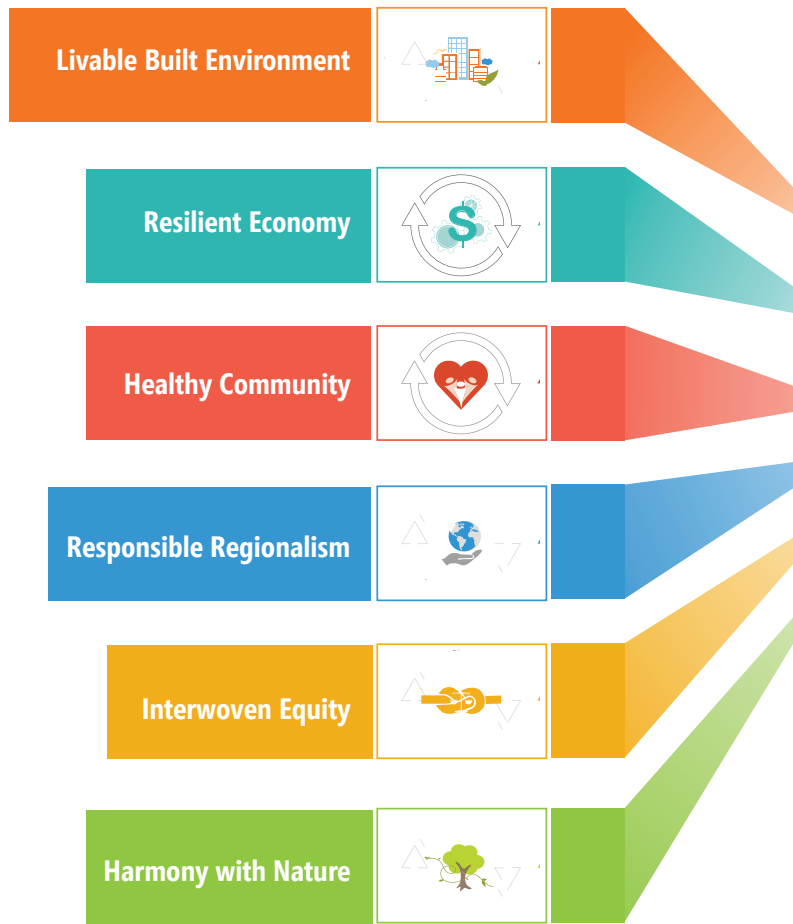 Livable Built Environment
Resilient Economy
$
Healthy Community
Responsible Regionalism
Interwoven Equity
Harmony with Nature